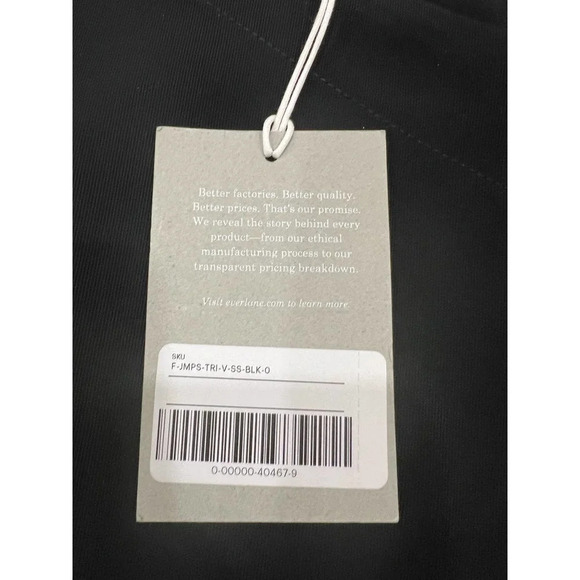 Better factories. Better quality.
Better prices. That's our promise.
We reveal the story behind every
product—from our ethical
manufacturing process to our
transparent pricing breakdown.
Visit everlane.com to learn more
SKU
F-JMPS-TRI-V-SS-BLK-0
0-00000-40467-9